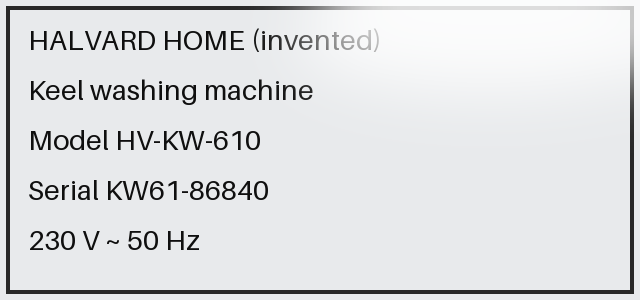 HALVARD HOME (invented)
Keel washing machine
Model HV-KW-610
Serial KW61-86840
230 V ~ 50 Hz